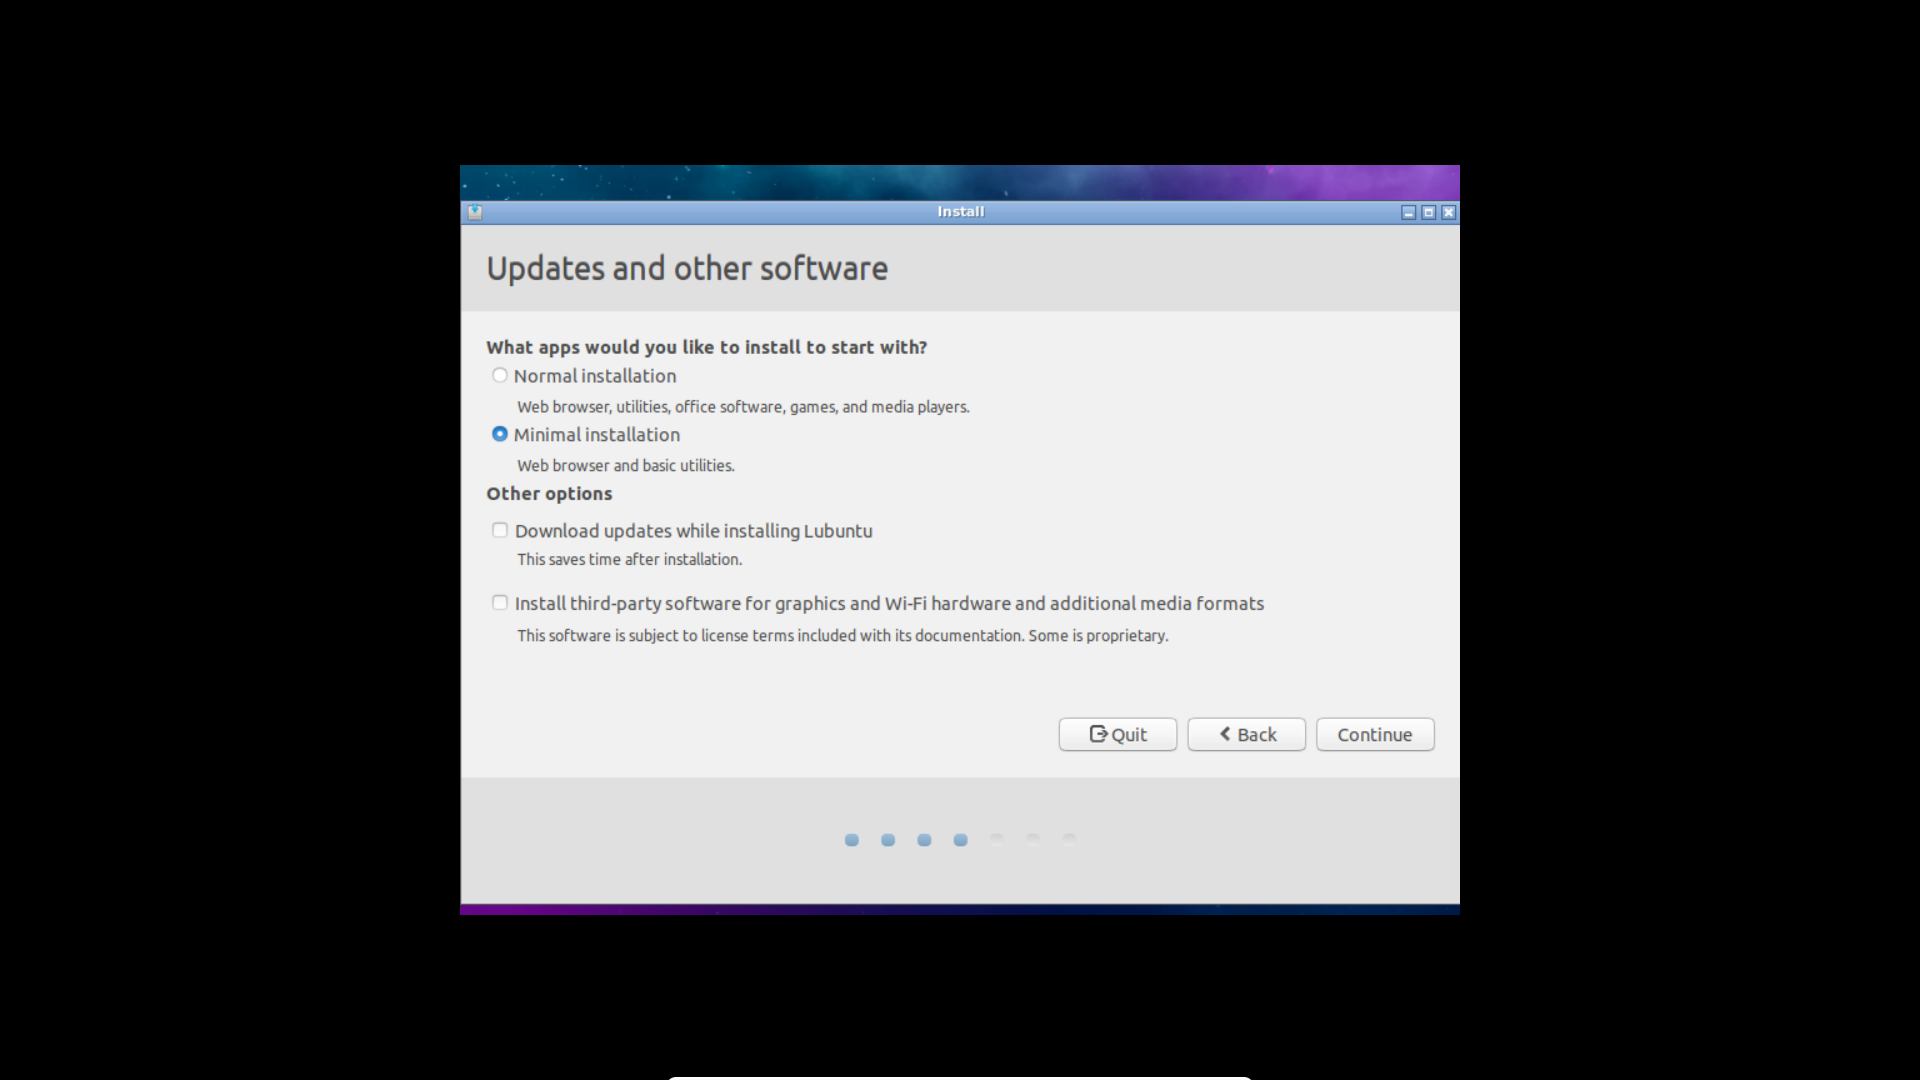 Install
Updates and other software
What apps would you like to install to start with?
Normal installation
Web browser, utilities, office software, games, and media players.
Minimal installation
Web browser and basic utilities.
Other options
Download updates while installing Lubuntu
This saves time after installation.
Install third-party software for graphics and Wi-Fi hardware and additional media formats
This software is subject to license terms included with its documentation. Some is proprietary.
Quit
Back
Continue